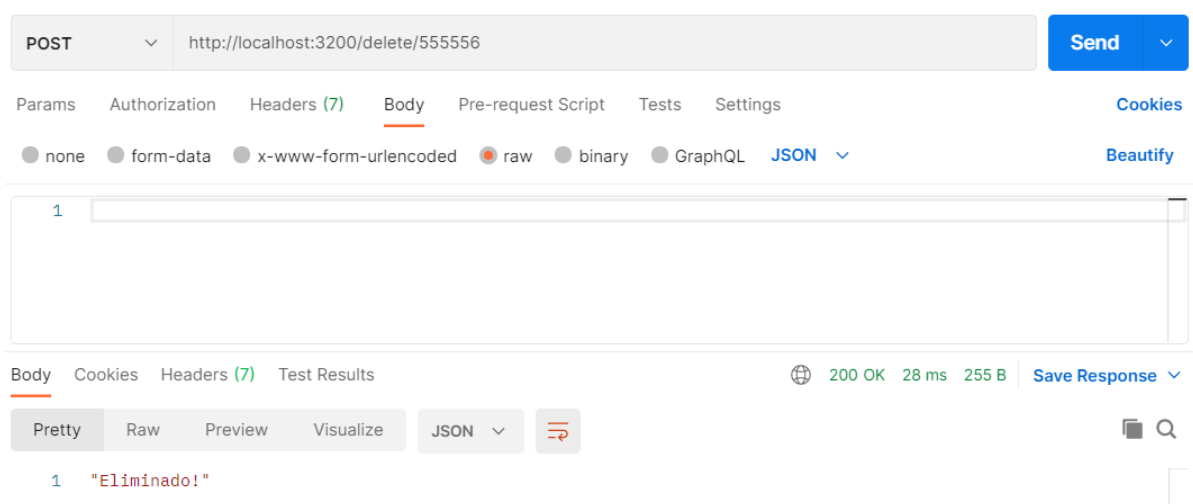 POST http://localhost:3200/delete/555556 Send
Params Authorization Headers (7) Body Pre-request Script Tests Settings Cookies
none form-data x-www-form-urlencoded raw binary GraphQL JSON Beautify
1
Body Cookies Headers (7) Test Results 200 OK 28 ms 255 B Save Response
Pretty Raw Preview Visualize JSON
1 "Eliminado!"